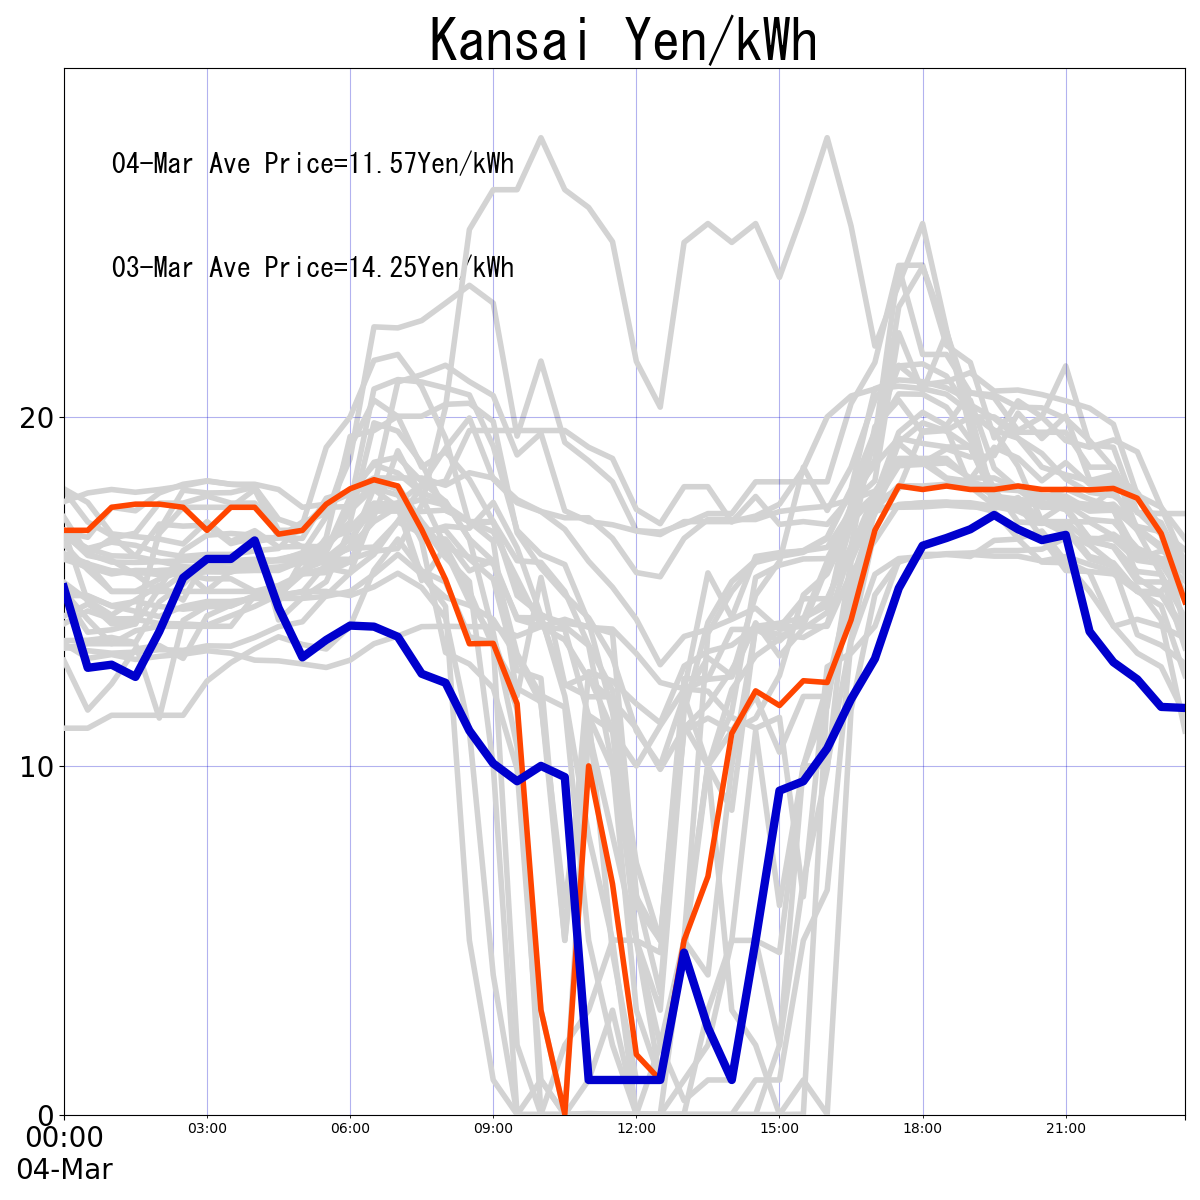 Kansai Yen/kWh
04-Mar Ave Price=11.57Yen/kWh
03-Mar Ave Price=14.25Yen/kWh
20
10
0
00:00 03:00 06:00 09:00 12:00 15:00 18:00 21:00
04-Mar